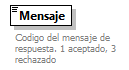 Mensaje
Codigo del mensaje de
respuesta. 1 aceptado, 3
rechazado